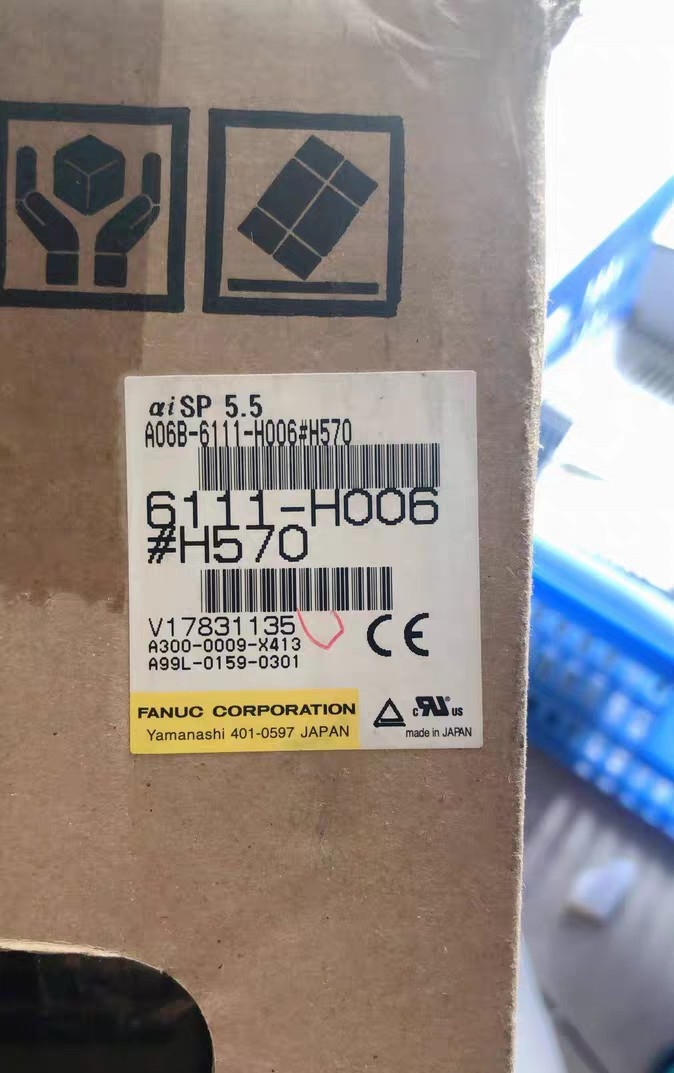 αiSP 5.5
A06B-6111-H006#H570
6111-H006
#H570
V17831135
A300-0009-X413
A99L-0159-0301
CE
FANUC CORPORATION
Yamanashi 401-0597 JAPAN
c RU® US
made in JAPAN